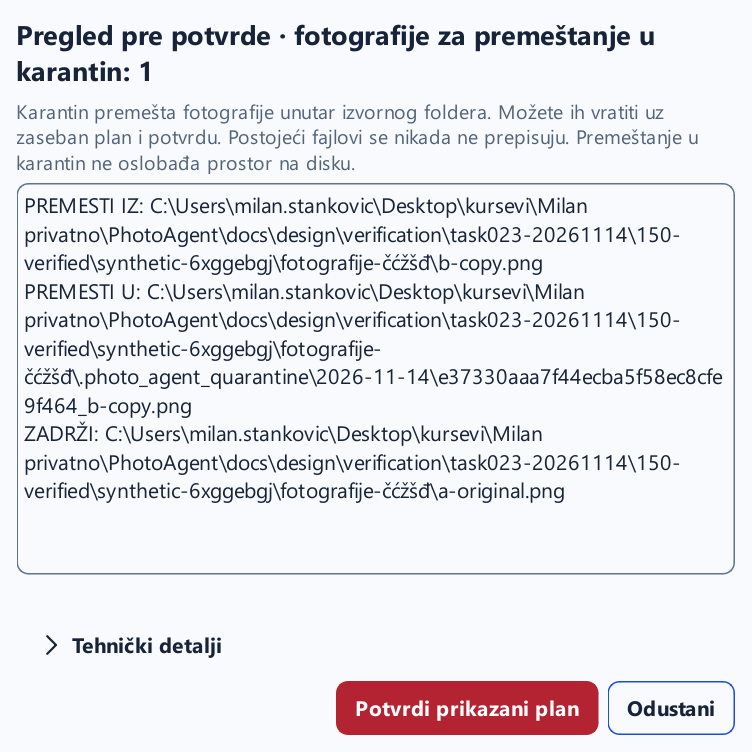 Pregled pre potvrde · fotografije za premeštanje u
karantin: 1
Karantin premešta fotografije unutar izvornog foldera. Možete ih vratiti uz
zaseban plan i potvrdu. Postojeći fajlovi se nikada ne prepisuju. Premeštanje u
karantin ne oslobađa prostor na disku.
PREMESTI IZ: C:\Users\milan.stankovic\Desktop\kursevi\Milan
privatno\PhotoAgent\docs\design\verification\task023-20261114\150-
verified\synthetic-6xggebgj\fotografije-čćžšđ\b-copy.png
PREMESTI U: C:\Users\milan.stankovic\Desktop\kursevi\Milan
privatno\PhotoAgent\docs\design\verification\task023-20261114\150-
verified\synthetic-6xggebgj\fotografije-
čćžšđ\.photo_agent_quarantine\2026-11-14\e37330aaa7f44ecba5f58ec8cfe
9f464_b-copy.png
ZADRŽI: C:\Users\milan.stankovic\Desktop\kursevi\Milan
privatno\PhotoAgent\docs\design\verification\task023-20261114\150-
verified\synthetic-6xggebgj\fotografije-čćžšđ\a-original.png
Tehnički detalji
Potvrdi prikazani plan
Odustani